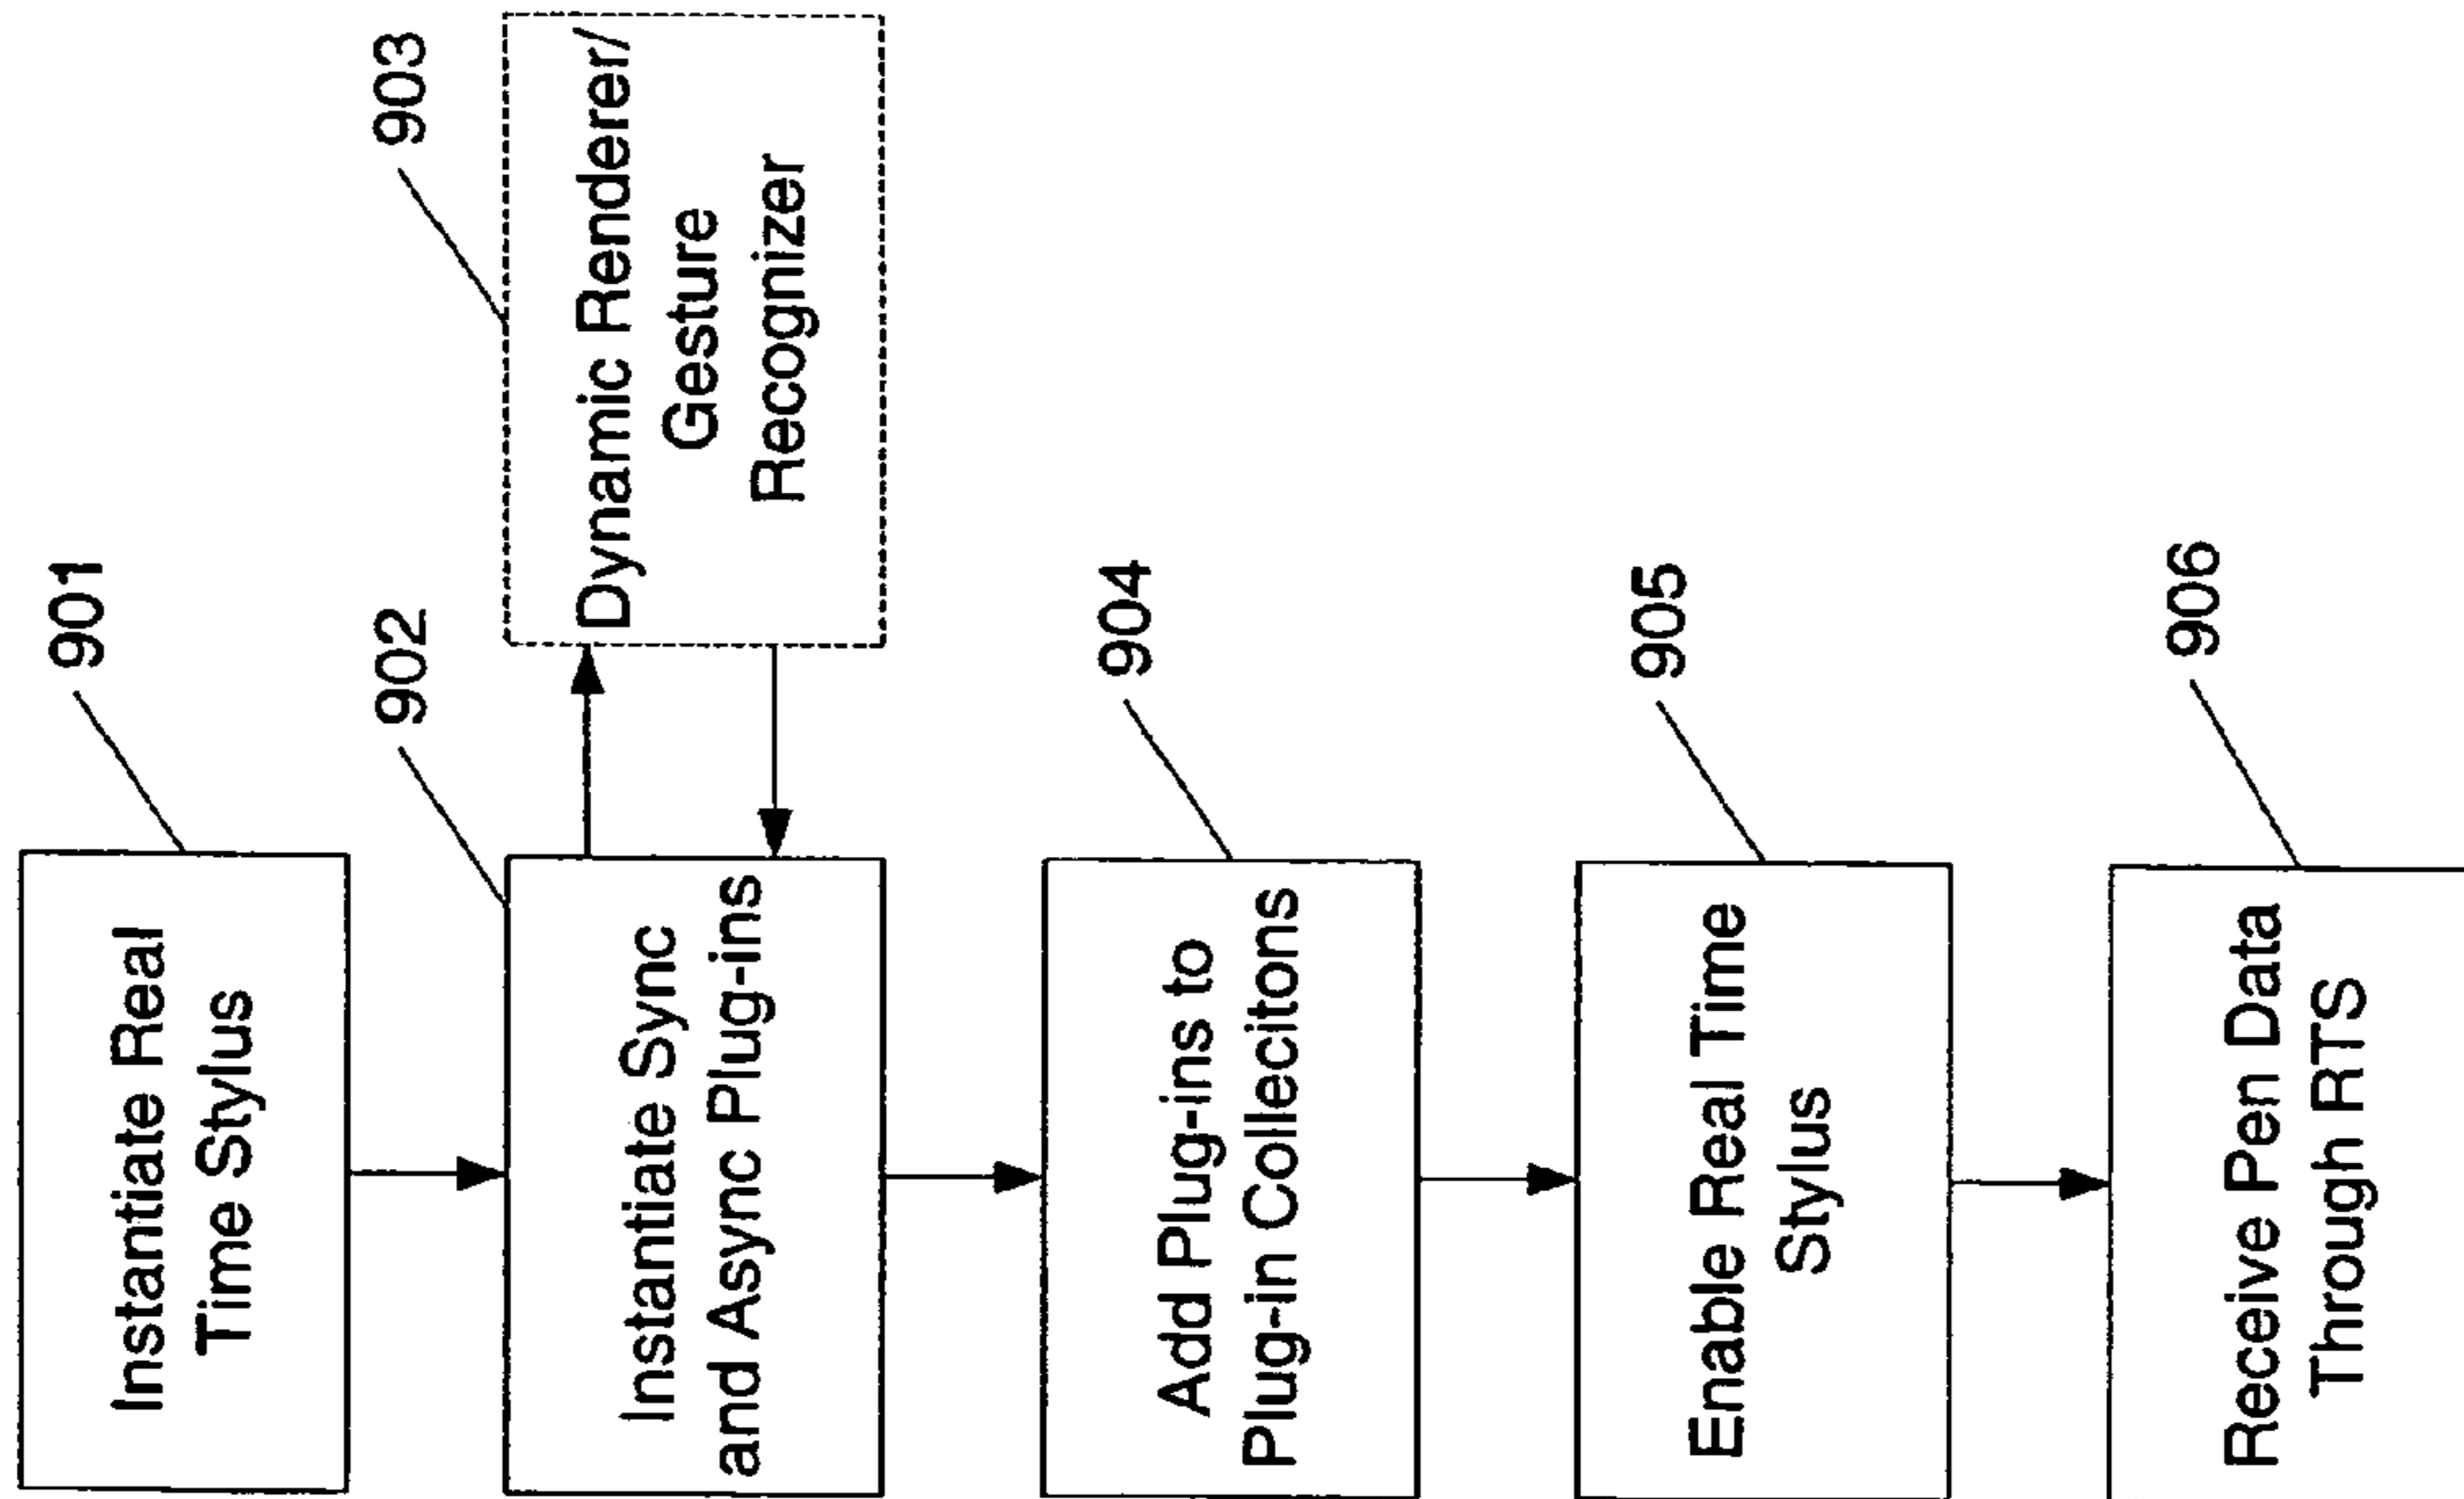 901
Instantiate Real
Time Stylus
902
Instantiate Sync
and Async Plug-ins
903
Dynamic Renderer/
Gesture
Recognizer
904
Add Plug-ins to
Plug-in Collecitons
905
Enable Real Time
Stylus
906
Receive Pen Data
Through RTS